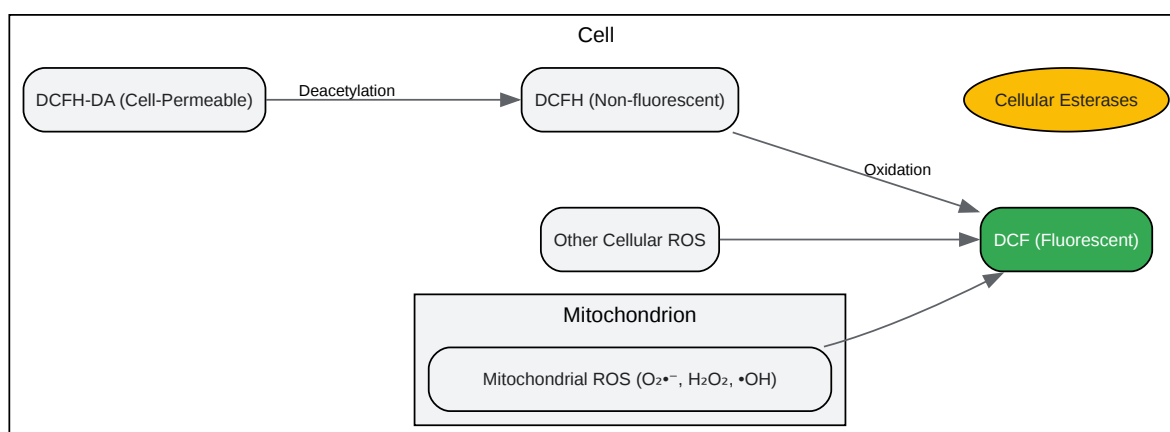 Cell
DCFH-DA (Cell-Permeable)
Deacetylation
DCFH (Non-fluorescent)
Cellular Esterases
Oxidation
Other Cellular ROS
DCF (Fluorescent)
Mitochondrion
Mitochondrial ROS (O₂•⁻, H₂O₂, •OH)